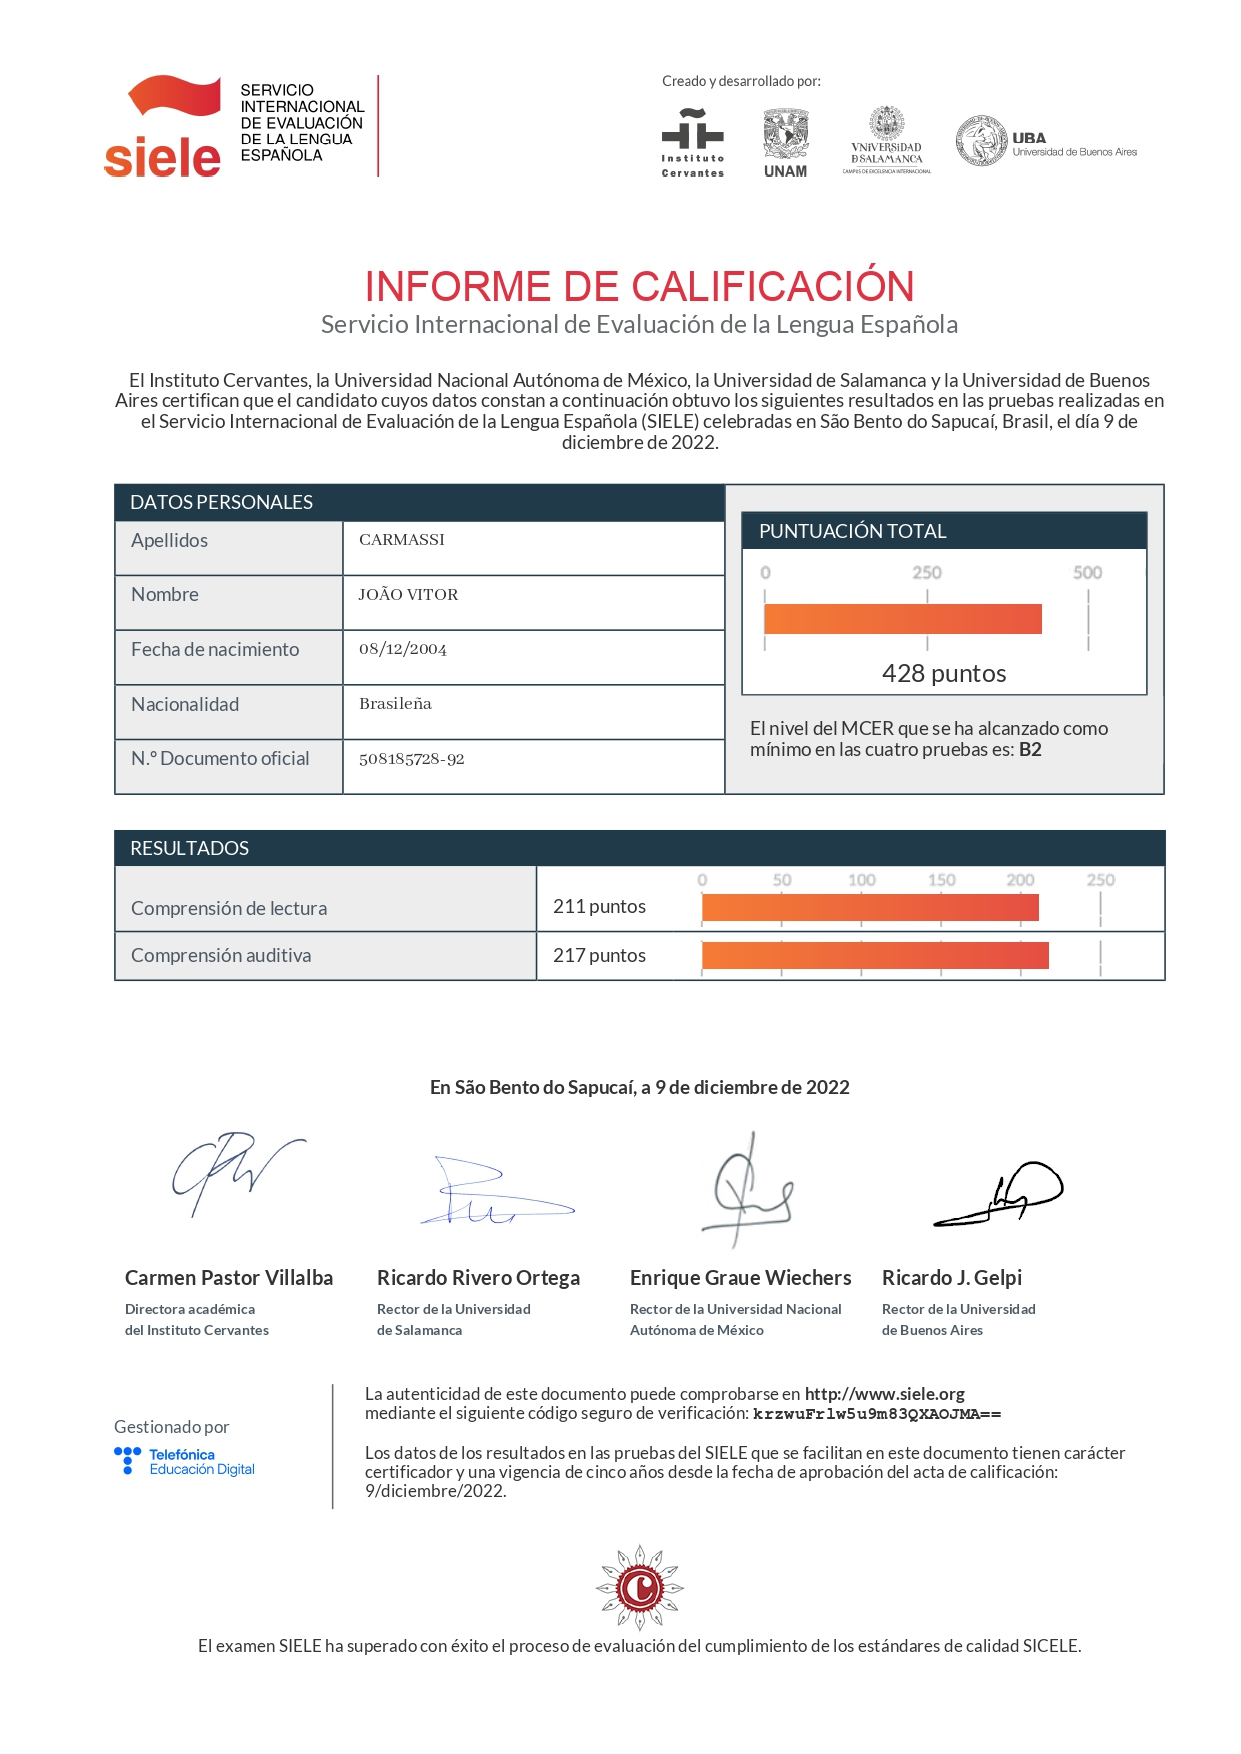 siele
SERVICIO
INTERNACIONAL
DE EVALUACIÓN
DE LA LENGUA
ESPAÑOLA
Creado y desarrollado por:
Instituto
Cervantes
UNAM
VNiVERSiDAD
D SALAMANCA
CAMPUS DE EXCELENCIA INTERNACIONAL
UBA
Universidad de Buenos Aires
INFORME DE CALIFICACIÓN
Servicio Internacional de Evaluación de la Lengua Española
El Instituto Cervantes, la Universidad Nacional Autónoma de México, la Universidad de Salamanca y la Universidad de Buenos
Aires certifican que el candidato cuyos datos constan a continuación obtuvo los siguientes resultados en las pruebas realizadas en
el Servicio Internacional de Evaluación de la Lengua Española (SIELE) celebradas en São Bento do Sapucaí, Brasil, el día 9 de
diciembre de 2022.
DATOS PERSONALES
Apellidos CARMASSI
Nombre JOÃO VITOR
Fecha de nacimiento 08/12/2004
Nacionalidad Brasileña
N.º Documento oficial 508185728-92
PUNTUACIÓN TOTAL
0 250 500
428 puntos
El nivel del MCER que se ha alcanzado como
mínimo en las cuatro pruebas es: B2
RESULTADOS
0 50 100 150 200 250
Comprensión de lectura 211 puntos
Comprensión auditiva 217 puntos
En São Bento do Sapucaí, a 9 de diciembre de 2022
Carmen Pastor Villalba
Directora académica
del Instituto Cervantes
Ricardo Rivero Ortega
Rector de la Universidad
de Salamanca
Enrique Graue Wiechers
Rector de la Universidad Nacional
Autónoma de México
Ricardo J. Gelpi
Rector de la Universidad
de Buenos Aires
Gestionado por
Telefónica
Educación Digital
La autenticidad de este documento puede comprobarse en http://www.siele.org
mediante el siguiente código seguro de verificación: krzwuFrlw5u9m83QXAOJMA==
Los datos de los resultados en las pruebas del SIELE que se facilitan en este documento tienen carácter
certificador y una vigencia de cinco años desde la fecha de aprobación del acta de calificación:
9/diciembre/2022.
El examen SIELE ha superado con éxito el proceso de evaluación del cumplimiento de los estándares de calidad SICELE.